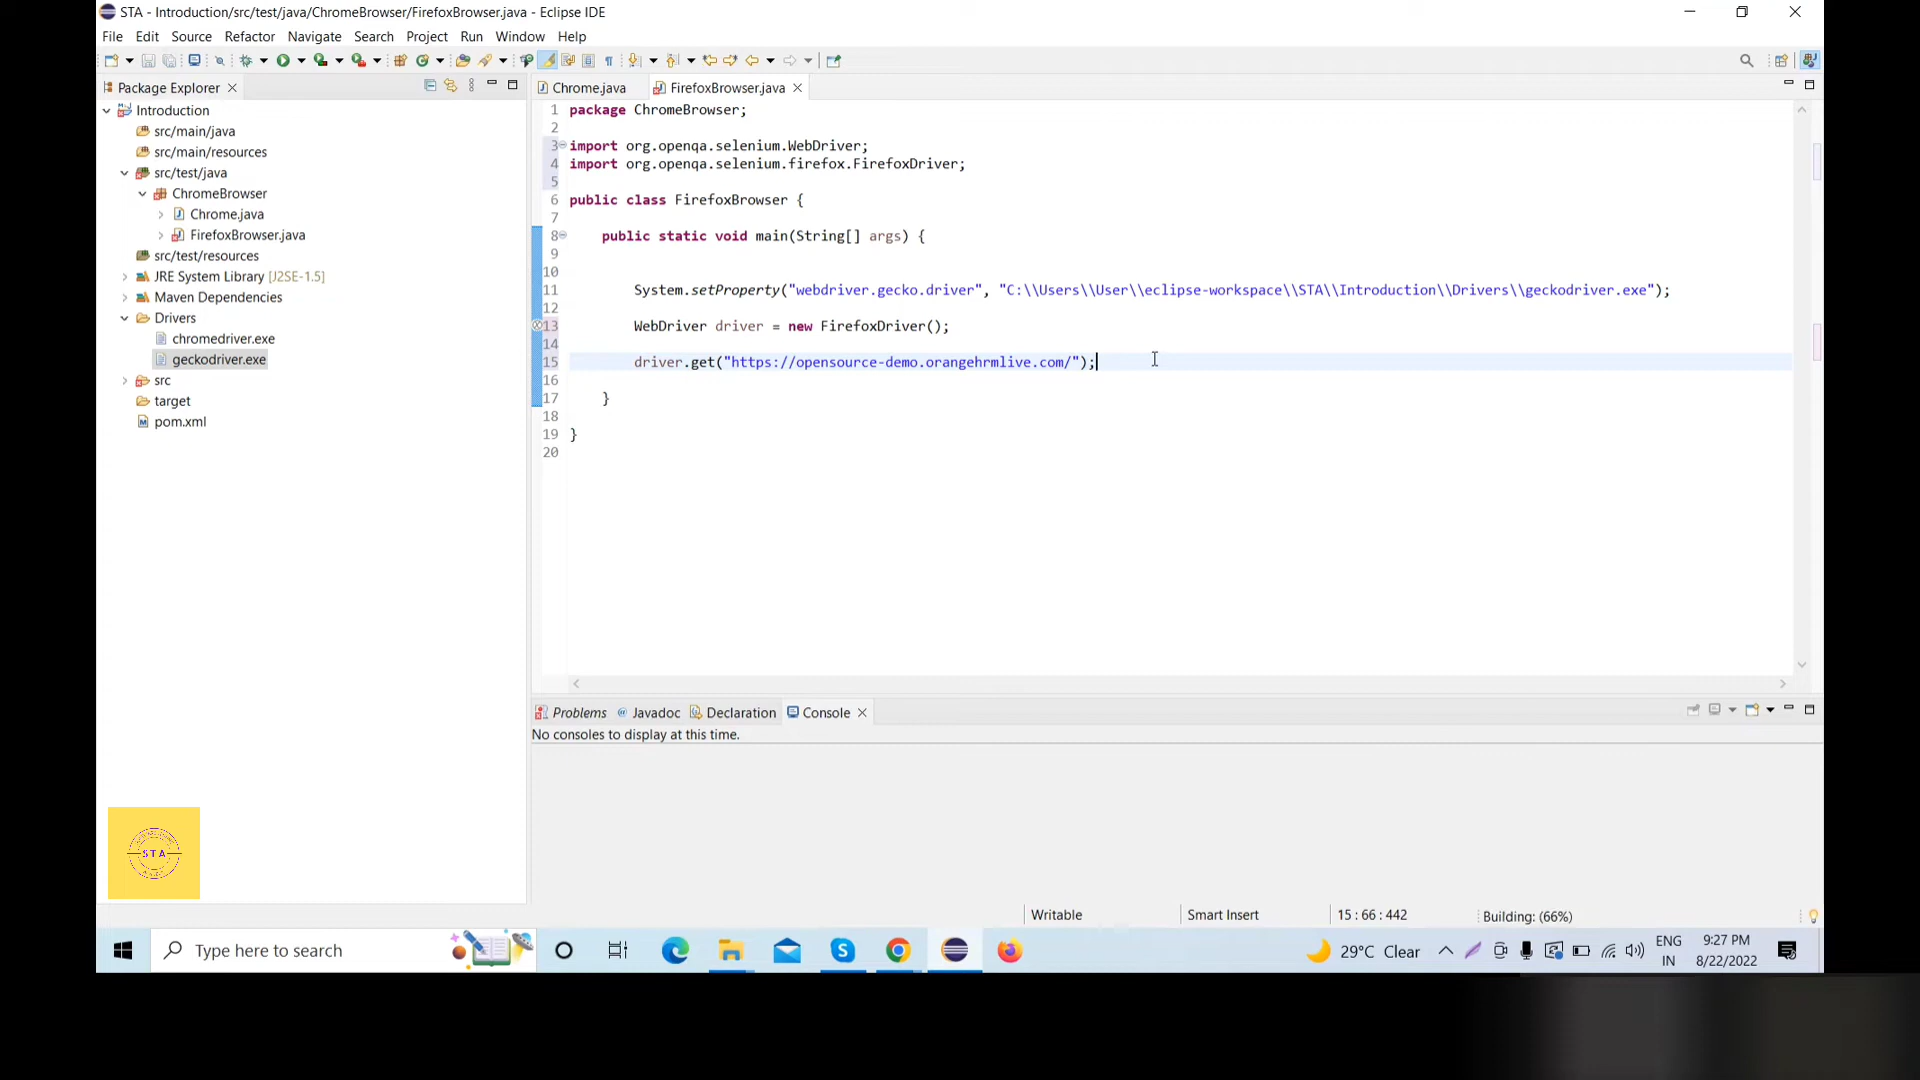 STA - Introduction/src/test/java/ChromeBrowser/FirefoxBrowser.java - Eclipse IDE
File Edit Source Refactor Navigate Search Project Run Window Help
Package Explorer
Introduction
src/main/java
src/main/resources
src/test/java
ChromeBrowser
Chrome.java
FirefoxBrowser.java
src/test/resources
JRE System Library [J2SE-1.5]
Maven Dependencies
Drivers
chromedriver.exe
geckodriver.exe
src
target
pom.xml
STA
Chrome.java FirefoxBrowser.java
1 package ChromeBrowser;
2
3 import org.openqa.selenium.WebDriver;
4 import org.openqa.selenium.firefox.FirefoxDriver;
5
6 public class FirefoxBrowser {
7
8 public static void main(String[] args) {
9
10
11 System.setProperty("webdriver.gecko.driver", "C:\\Users\\User\\eclipse-workspace\\STA\\Introduction\\Drivers\\geckodriver.exe");
12
13 WebDriver driver = new FirefoxDriver();
14
15 driver.get("https://opensource-demo.orangehrmlive.com/");
16
17 }
18
19 }
20
Problems Javadoc Declaration Console
No consoles to display at this time.
Writable Smart Insert 15 : 66 : 442 Building: (66%)
Type here to search
29°C Clear
ENG
IN
9:27 PM
8/22/2022